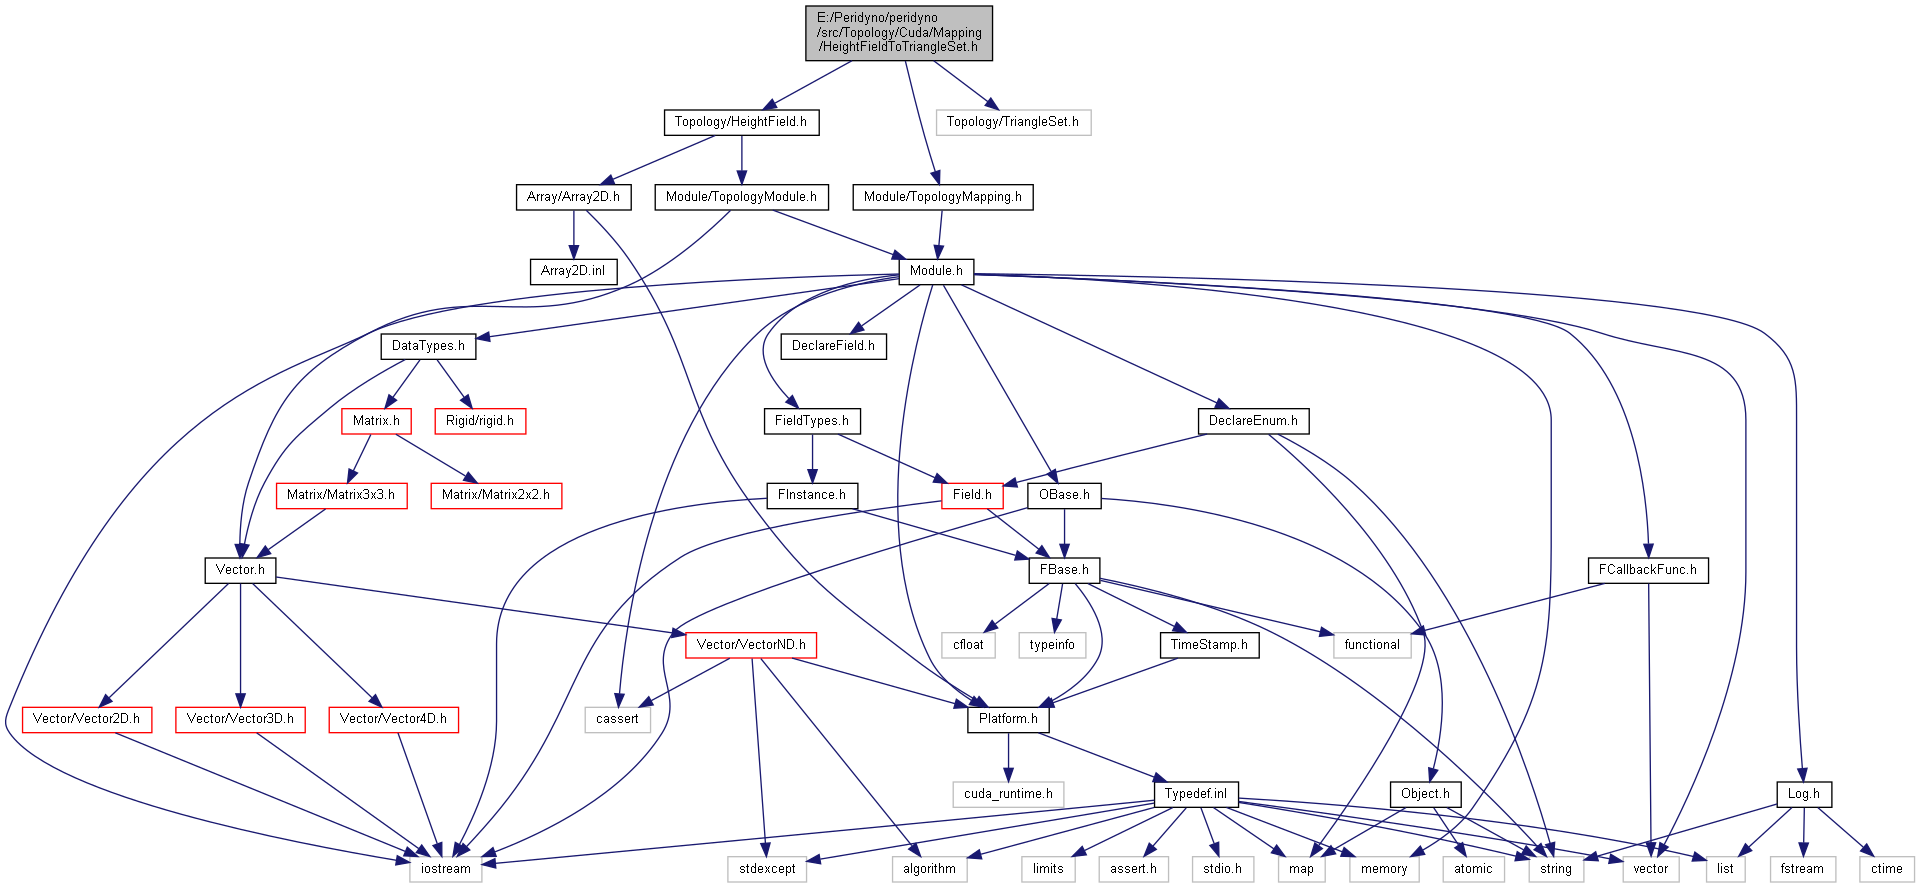 E:/Peridyno/peridyno
/src/Topology/Cuda/Mapping
/HeightFieldToTriangleSet.h
Topology/HeightField.h
Topology/TriangleSet.h
Array/Array2D.h
Module/TopologyModule.h
Module/TopologyMapping.h
Array2D.inl
Module.h
DataTypes.h
DeclareField.h
Matrix.h
Rigid/rigid.h
FieldTypes.h
DeclareEnum.h
Matrix/Matrix3x3.h
Matrix/Matrix2x2.h
FInstance.h
Field.h
OBase.h
Vector.h
FBase.h
FCallbackFunc.h
Vector/VectorND.h
cfloat
typeinfo
TimeStamp.h
functional
Vector/Vector2D.h
Vector/Vector3D.h
Vector/Vector4D.h
cassert
Platform.h
cuda_runtime.h
Typedef.inl
Object.h
Log.h
iostream
stdexcept
algorithm
limits
assert.h
stdio.h
map
memory
atomic
string
vector
list
fstream
ctime